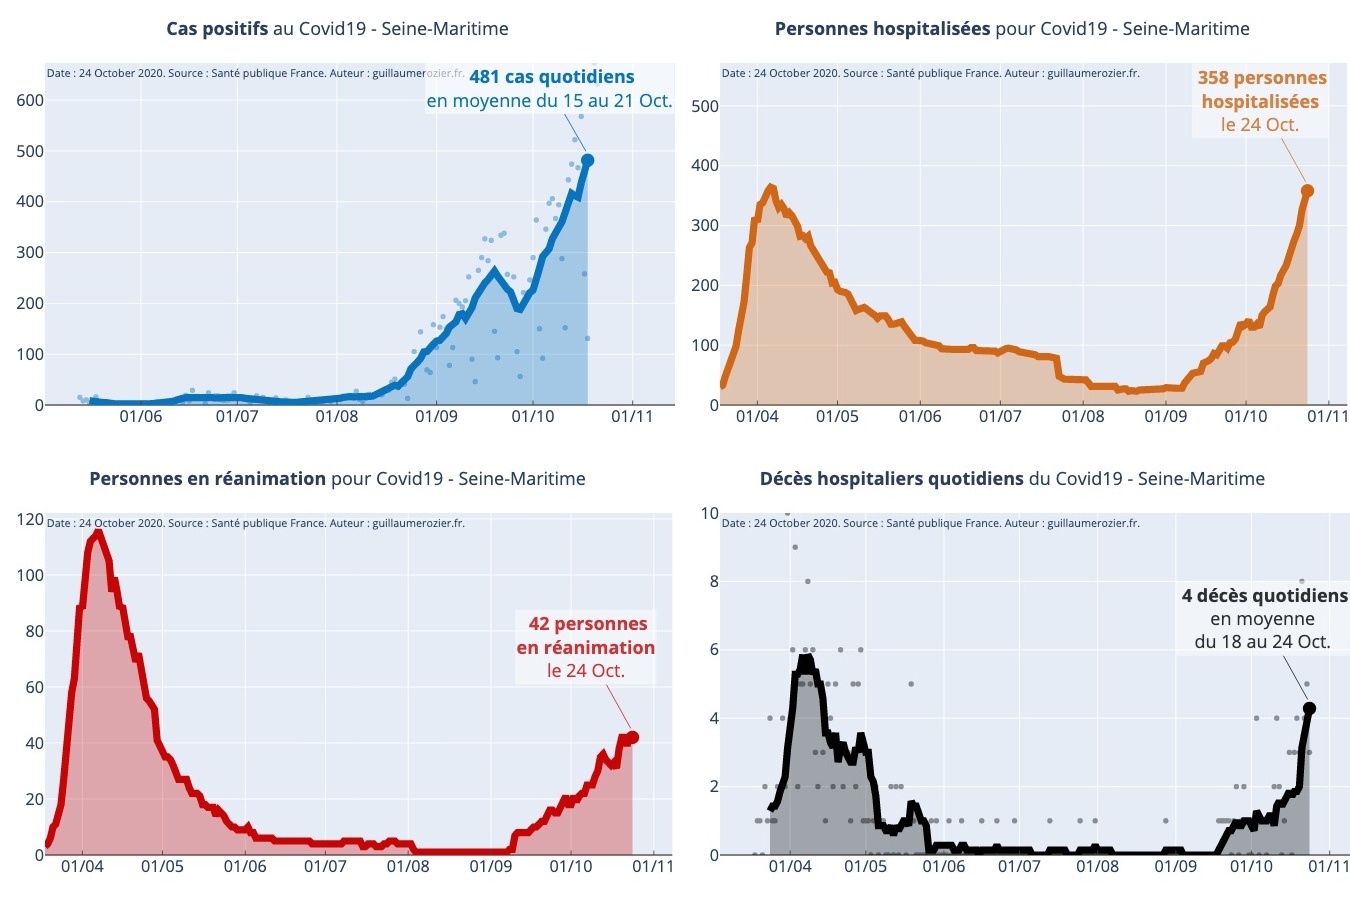 Cas positifs au Covid19 - Seine-Maritime
Date : 24 October 2020. Source : Santé publique France. Auteur : guillaumerozier.fr.
481 cas quotidiens
en moyenne du 15 au 21 Oct.
600
500
400
300
200
100
0
01/06 01/07 01/08 01/09 01/10 01/11
Personnes hospitalisées pour Covid19 - Seine-Maritime
Date : 24 October 2020. Source : Santé publique France. Auteur : guillaumerozier.fr.
358 personnes
hospitalisées
le 24 Oct.
500
400
300
200
100
0
01/04 01/05 01/06 01/07 01/08 01/09 01/10 01/11
Personnes en réanimation pour Covid19 - Seine-Maritime
120
Date : 24 October 2020. Source : Santé publique France. Auteur : guillaumerozier.fr.
100
80
42 personnes
en réanimation
le 24 Oct.
60
40
20
0
01/04 01/05 01/06 01/07 01/08 01/09 01/10 01/11
Décès hospitaliers quotidiens du Covid19 - Seine-Maritime
10
Date : 24 October 2020. Source : Santé publique France. Auteur : guillaumerozier.fr.
8
4 décès quotidiens
en moyenne
du 18 au 24 Oct.
6
4
2
0
01/04 01/05 01/06 01/07 01/08 01/09 01/10 01/11